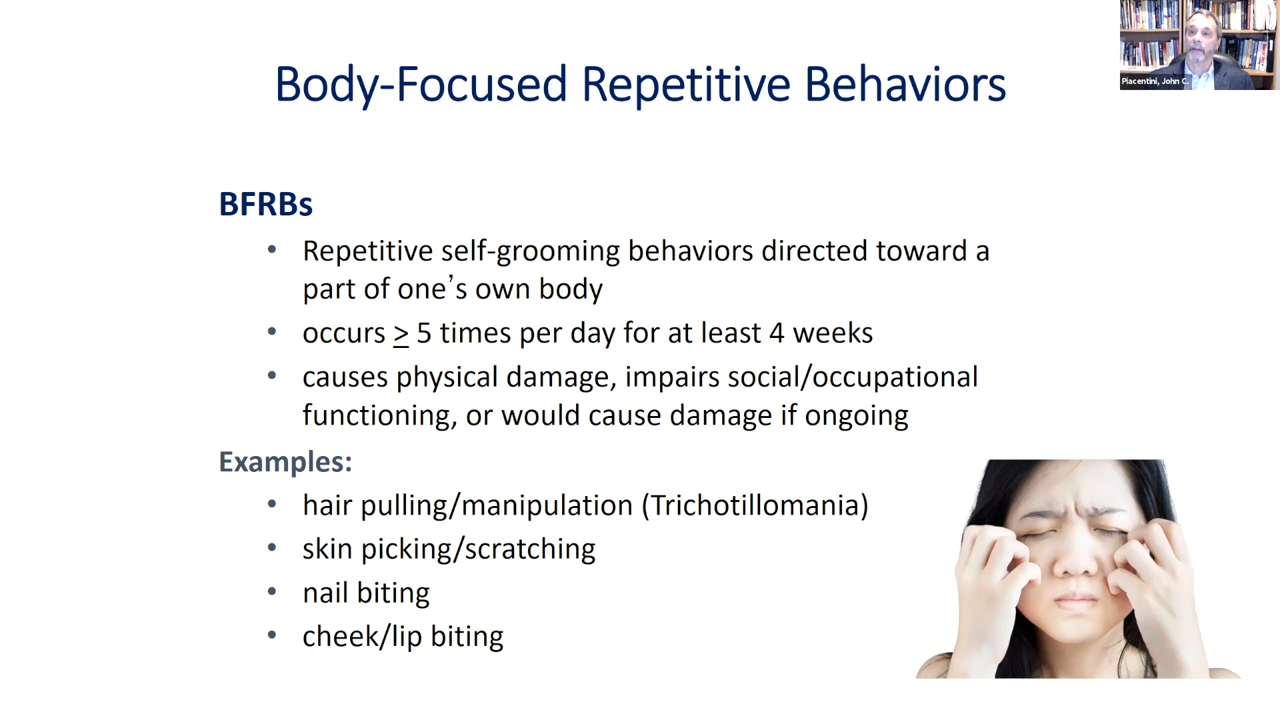 Body-Focused Repetitive Behaviors
Piacentini, John C.
BFRBs
• Repetitive self-grooming behaviors directed toward a
part of one’s own body
• occurs ≥ 5 times per day for at least 4 weeks
• causes physical damage, impairs social/occupational
functioning, or would cause damage if ongoing
Examples:
• hair pulling/manipulation (Trichotillomania)
• skin picking/scratching
• nail biting
• cheek/lip biting